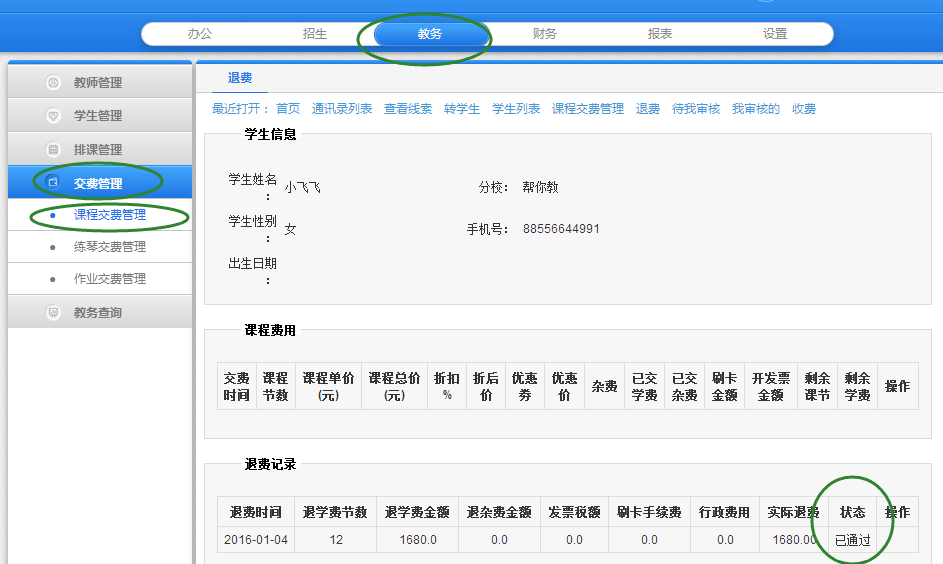 办公 招生 教务 财务 报表 设置
教师管理
学生管理
排课管理
交费管理
课程交费管理
练琴交费管理
作业交费管理
教务查询
退费
最近打开： 首页 通讯录列表 查看线索 转学生 学生列表 课程交费管理 退费 待我审核 我审核的 收费
学生信息
学生姓名： 小飞飞 分校： 帮你教
学生性别： 女 手机号： 88556644991
出生日期：
课程费用
交费时间 课程节数 课程单价(元) 课程总价(元) 折扣% 折后价 优惠券 优惠价 杂费 已交学费 已交杂费 刷卡金额 开发票金额 剩余课节 剩余学费 操作
退费记录
退费时间 退学费节数 退学费金额 退杂费金额 发票税额 刷卡手续费 行政费用 实际退费 状态 操作
2016-01-04 12 1680.0 0.0 0.0 0.0 0.0 1680.00 已通过